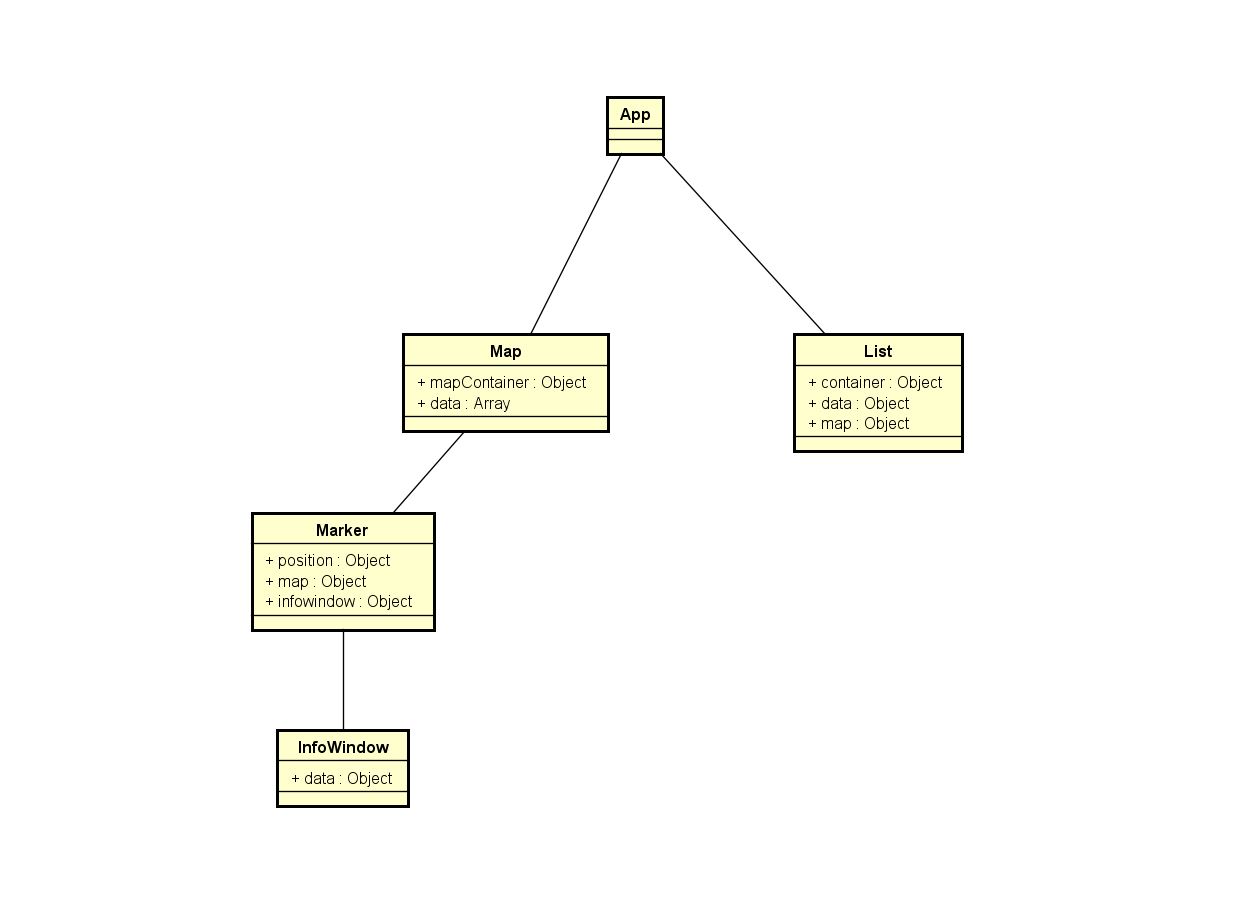 App
Map
+ mapContainer : Object
+ data : Array
List
+ container : Object
+ data : Object
+ map : Object
Marker
+ position : Object
+ map : Object
+ infowindow : Object
InfoWindow
+ data : Object